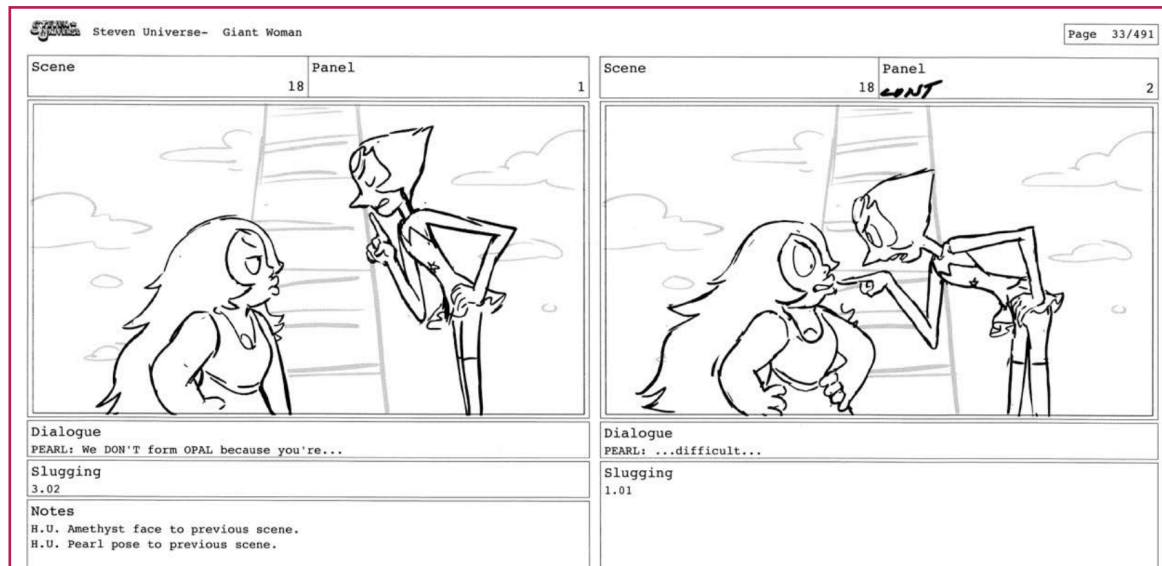 STEVEN UNIVERSE
Steven Universe- Giant Woman
Page 33/491
Scene
18
Panel
1
Dialogue
PEARL: We DON'T form OPAL because you're...
Slugging
3.02
Notes
H.U. Amethyst face to previous scene.
H.U. Pearl pose to previous scene.
Scene
18
Panel
CONT
2
Dialogue
PEARL: ...difficult...
Slugging
1.01